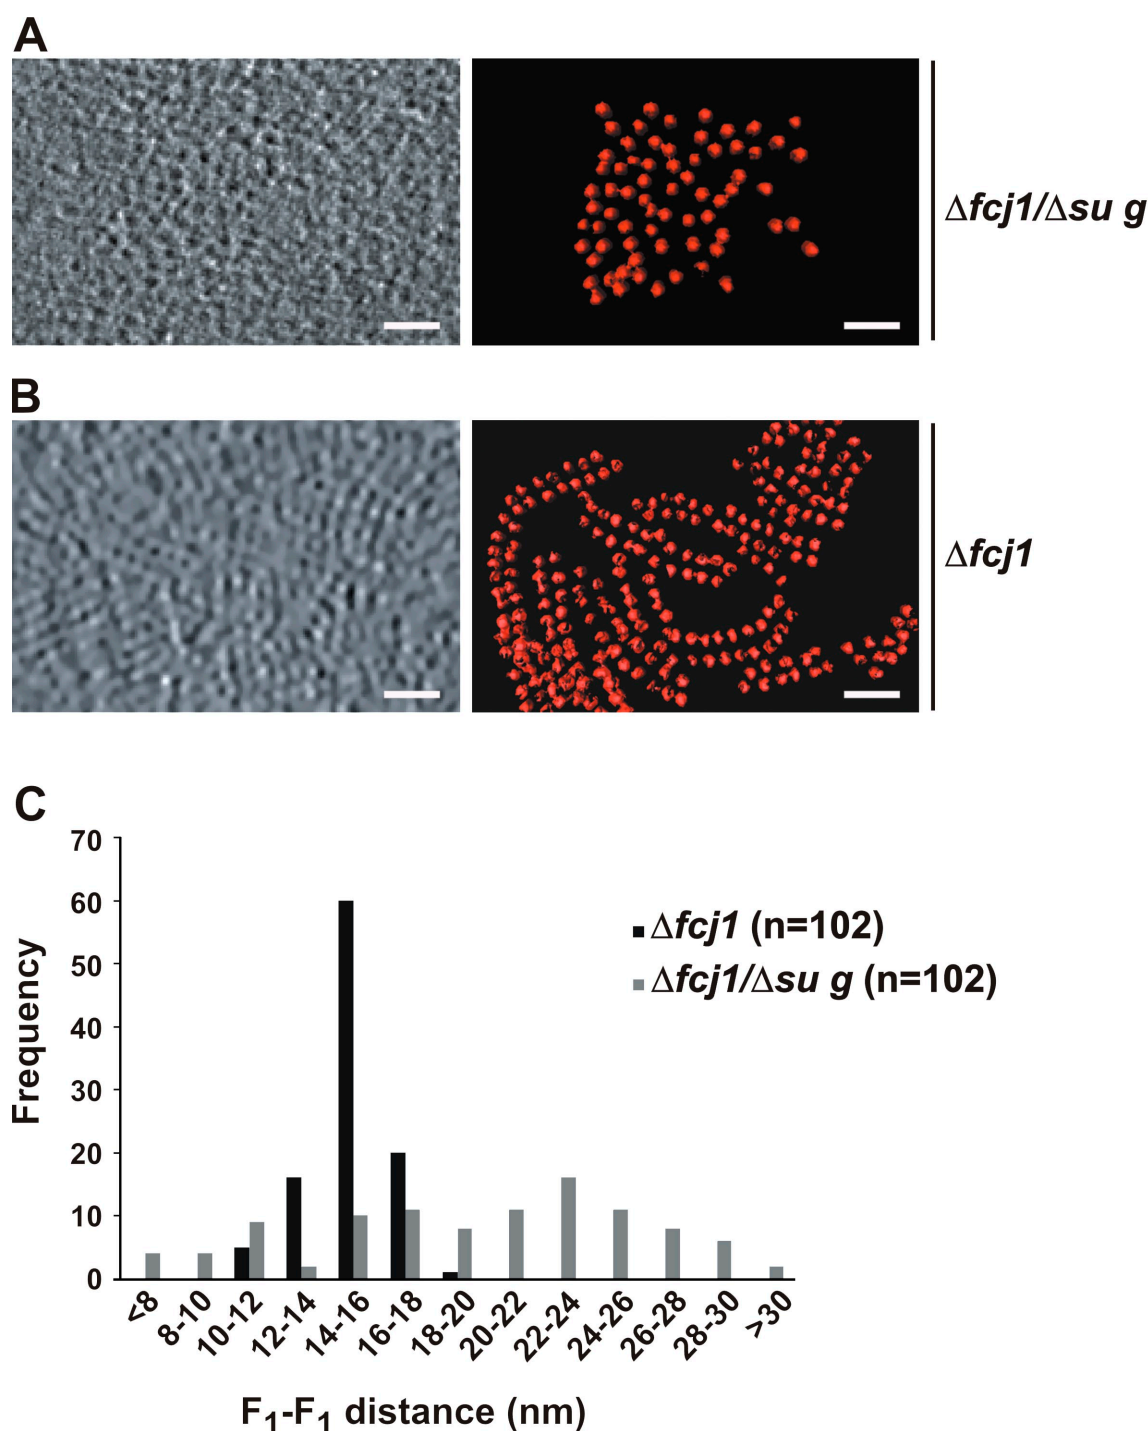 A
Δfcj1/Δsu g
B
Δfcj1
C
70
60
50
40
30
20
10
0
Frequency
Δfcj1 (n=102)
Δfcj1/Δsu g (n=102)
<8
8-10
10-12
12-14
14-16
16-18
18-20
20-22
22-24
24-26
26-28
28-30
>30
F₁-F₁ distance (nm)